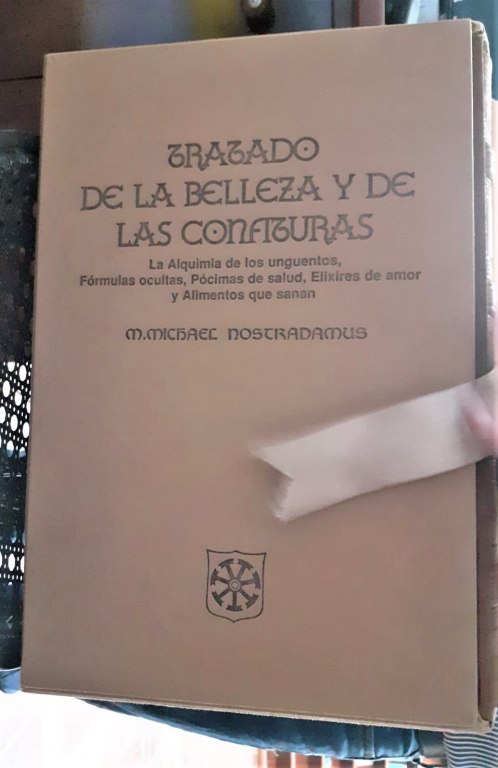 TRATADO
DE LA BELLEZA Y DE
LAS CONFITURAS
La Alquimia de los unguentos,
Fórmulas ocultas, Pócimas de salud, Elixires de amor
y Alimentos que sanan
M.MICHAEL NOSTRADAMUS